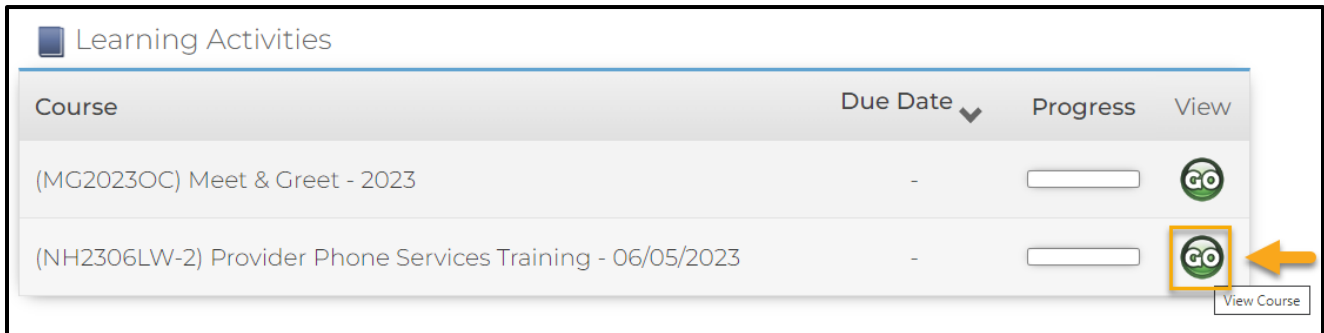 Learning Activities
Course Due Date Progress View
(MG2023OC) Meet & Greet - 2023 - GO
(NH2306LW-2) Provider Phone Services Training - 06/05/2023 - GO
View Course